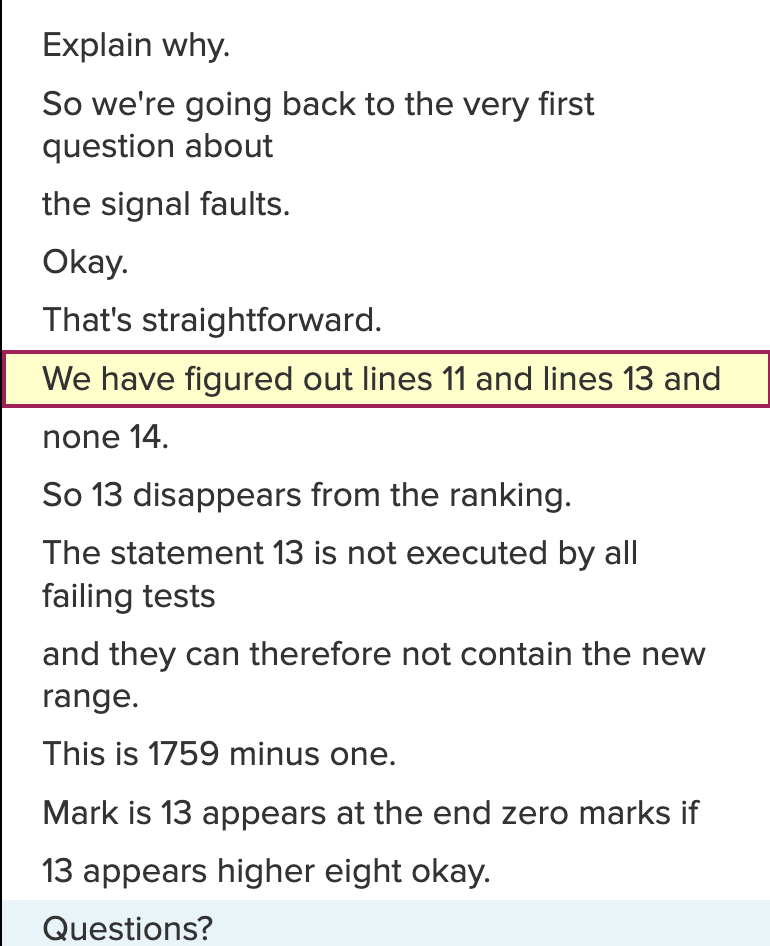 Explain why.
So we're going back to the very first
question about
the signal faults.
Okay.
That's straightforward.
We have figured out lines 11 and lines 13 and
none 14.
So 13 disappears from the ranking.
The statement 13 is not executed by all
failing tests
and they can therefore not contain the new
range.
This is 1759 minus one.
Mark is 13 appears at the end zero marks if
13 appears higher eight okay.
Questions?